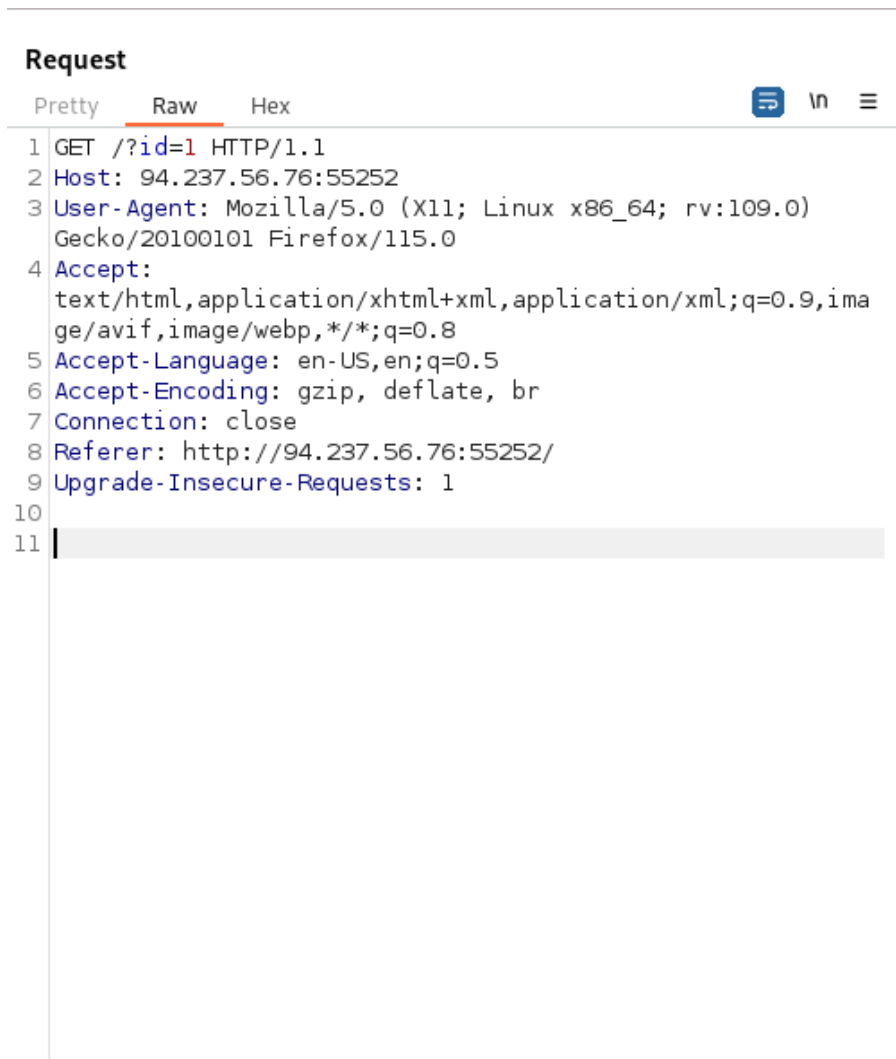 Request
Pretty Raw Hex \n
1 GET /?id=1 HTTP/1.1
2 Host: 94.237.56.76:55252
3 User-Agent: Mozilla/5.0 (X11; Linux x86_64; rv:109.0)
Gecko/20100101 Firefox/115.0
4 Accept:
text/html,application/xhtml+xml,application/xml;q=0.9,ima
ge/avif,image/webp,*/*;q=0.8
5 Accept-Language: en-US,en;q=0.5
6 Accept-Encoding: gzip, deflate, br
7 Connection: close
8 Referer: http://94.237.56.76:55252/
9 Upgrade-Insecure-Requests: 1
10
11